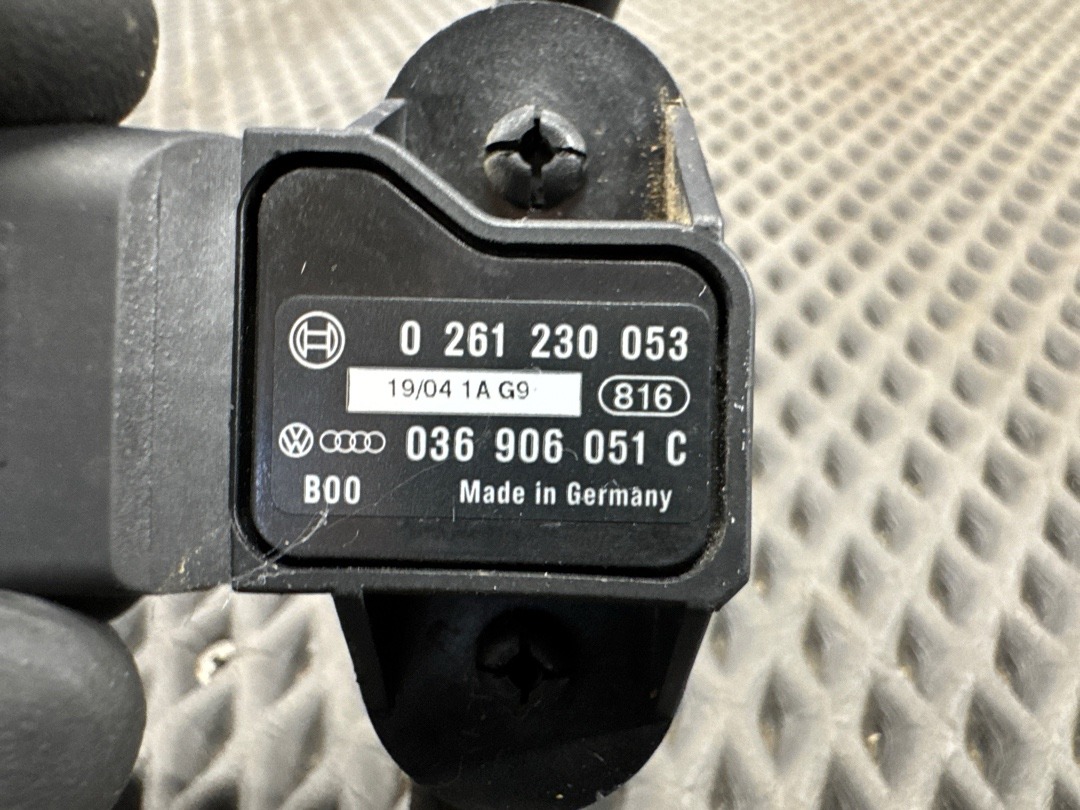 0 261 230 053
19/04 1A G9
816
036 906 051 C
B00 Made in Germany